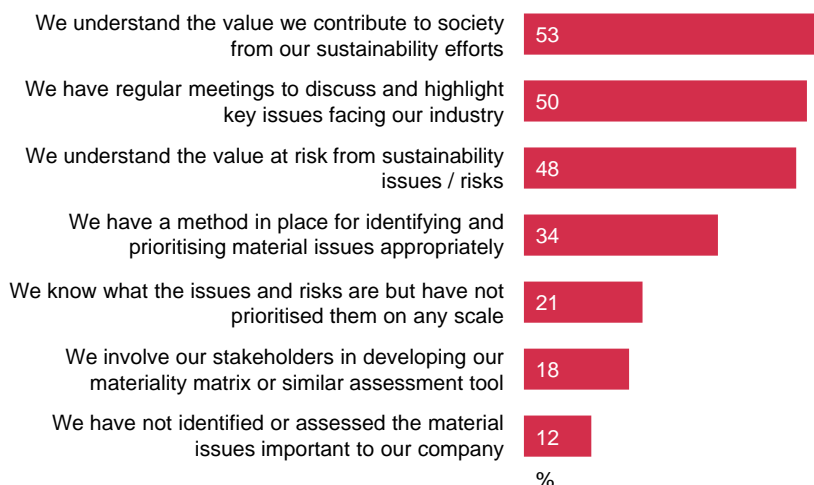 We understand the value we contribute to society
from our sustainability efforts
53
We have regular meetings to discuss and highlight
key issues facing our industry
50
We understand the value at risk from sustainability
issues / risks
48
We have a method in place for identifying and
prioritising material issues appropriately
34
We know what the issues and risks are but have not
prioritised them on any scale
21
We involve our stakeholders in developing our
materiality matrix or similar assessment tool
18
We have not identified or assessed the material
issues important to our company
12
%